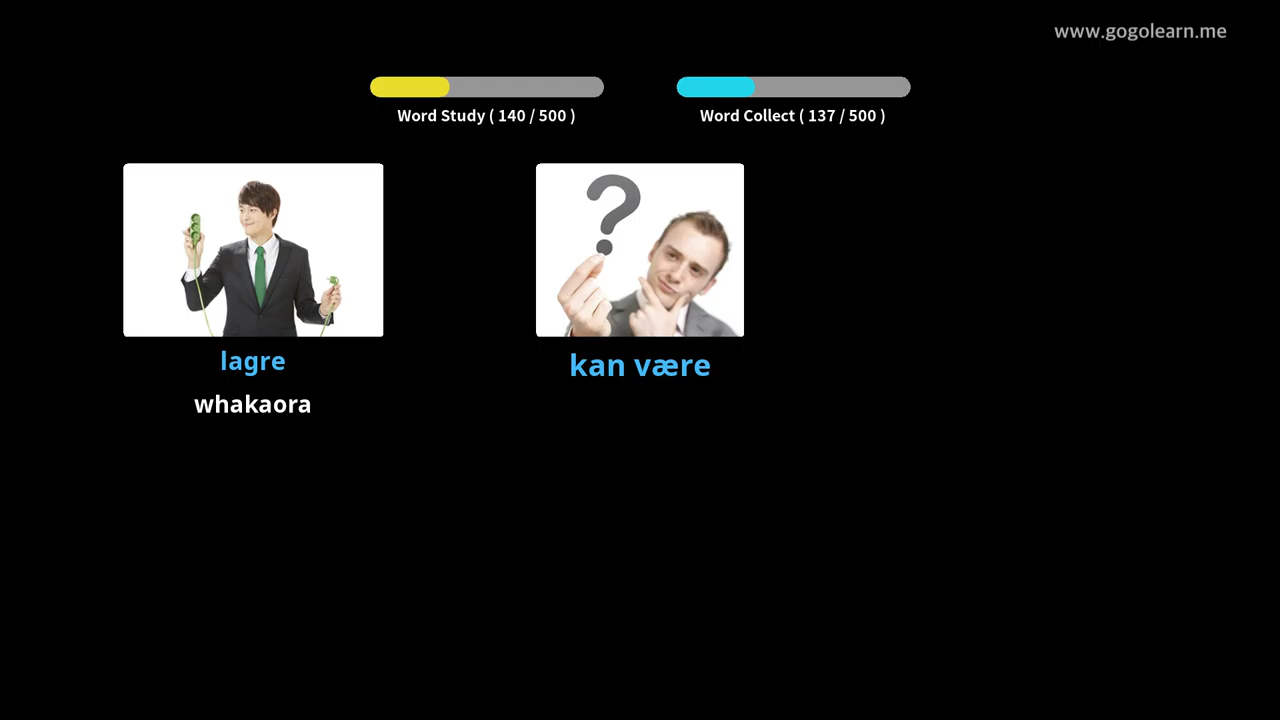 www.gogolearn.me
Word Study ( 140 / 500 )
Word Collect ( 137 / 500 )
?
lagre
whakaora
kan være